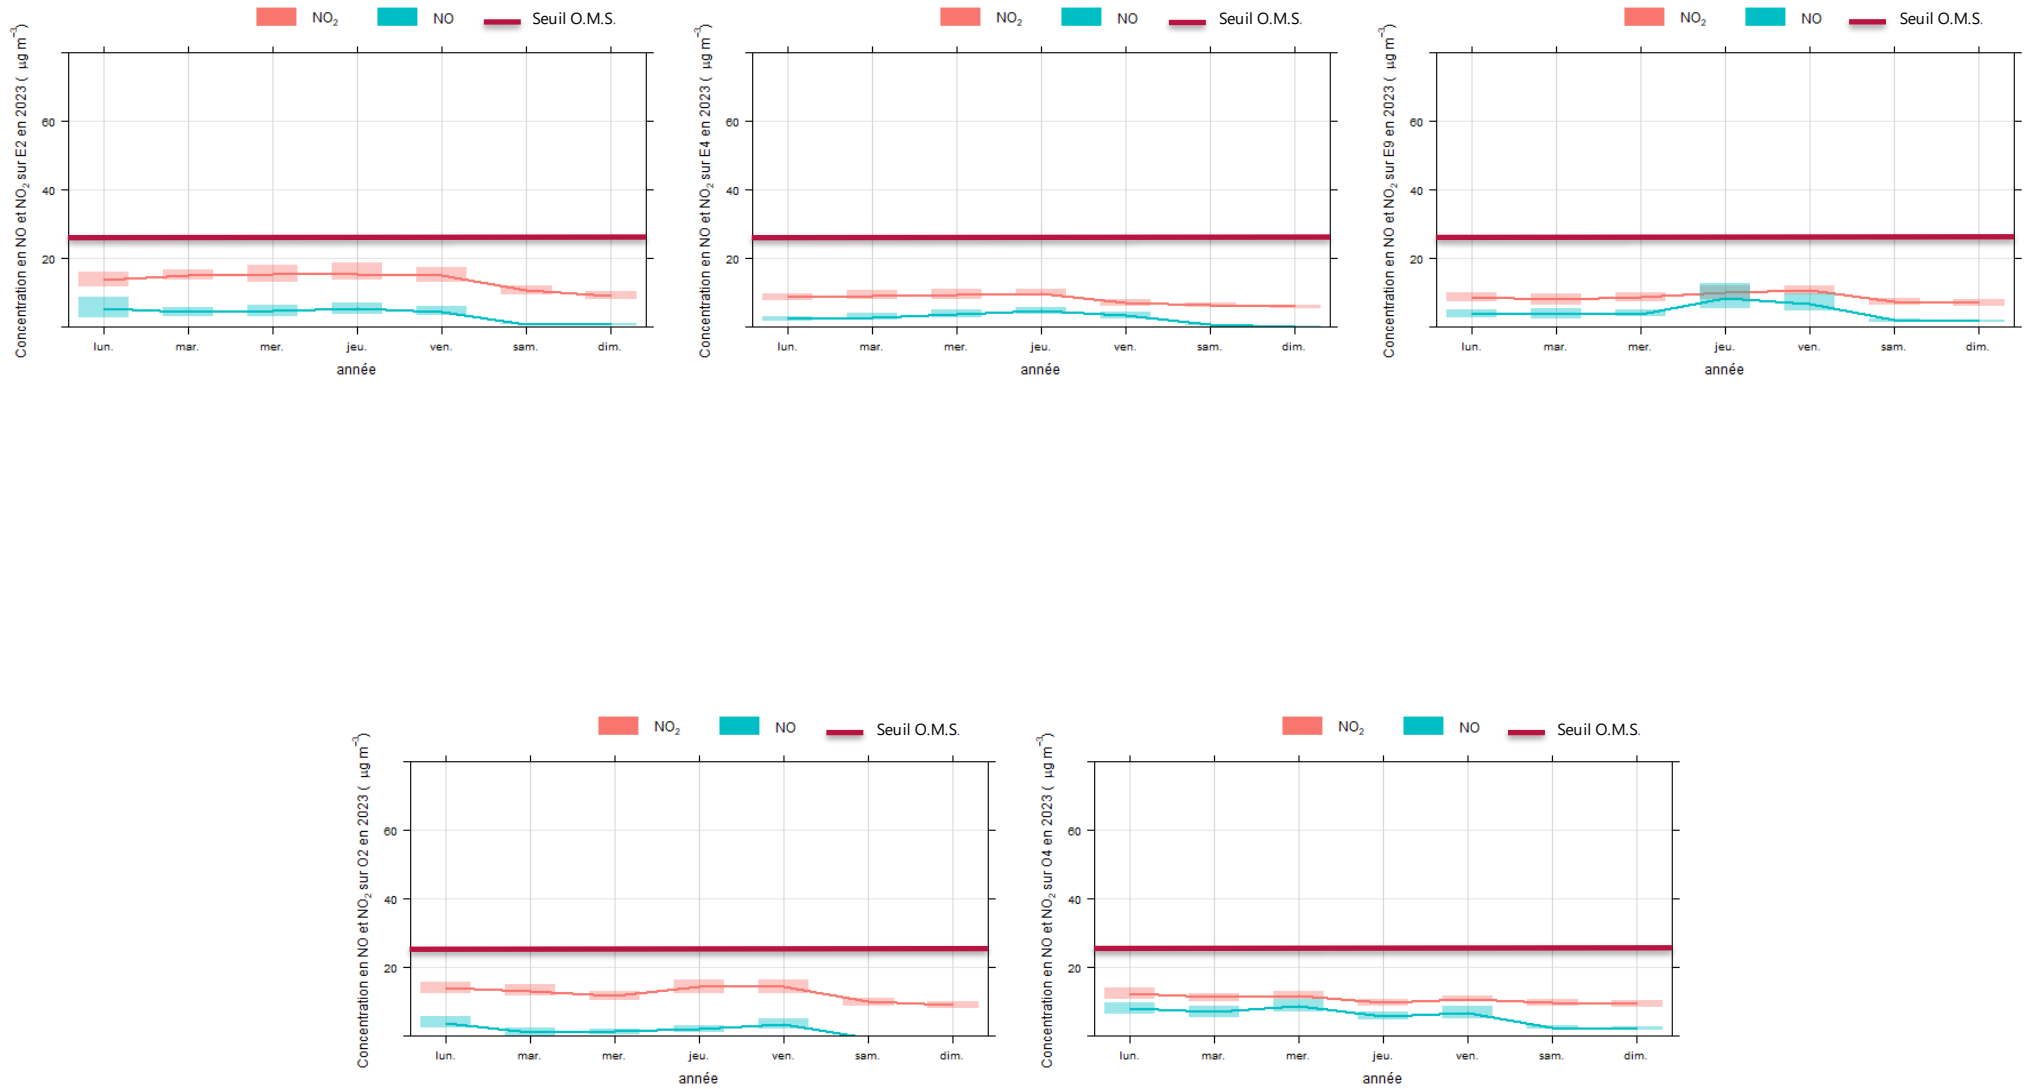 NO₂ NO Seuil O.M.S.
Concentration en NO et NO₂ sur E2 en 2023 ( µg m⁻³)
60
40
20
lun. mar. mer. jeu. ven. sam. dim.
année
NO₂ NO Seuil O.M.S.
Concentration en NO et NO₂ sur E4 en 2023 ( µg m⁻³)
60
40
20
lun. mar. mer. jeu. ven. sam. dim.
année
NO₂ NO Seuil O.M.S.
Concentration en NO et NO₂ sur E9 en 2023 ( µg m⁻³)
60
40
20
lun. mar. mer. jeu. ven. sam. dim.
année
NO₂ NO Seuil O.M.S.
Concentration en NO et NO₂ sur O2 en 2023 ( µg m⁻³)
60
40
20
lun. mar. mer. jeu. ven. sam. dim.
année
NO₂ NO Seuil O.M.S.
Concentration en NO et NO₂ sur O4 en 2023 ( µg m⁻³)
60
40
20
lun. mar. mer. jeu. ven. sam. dim.
année